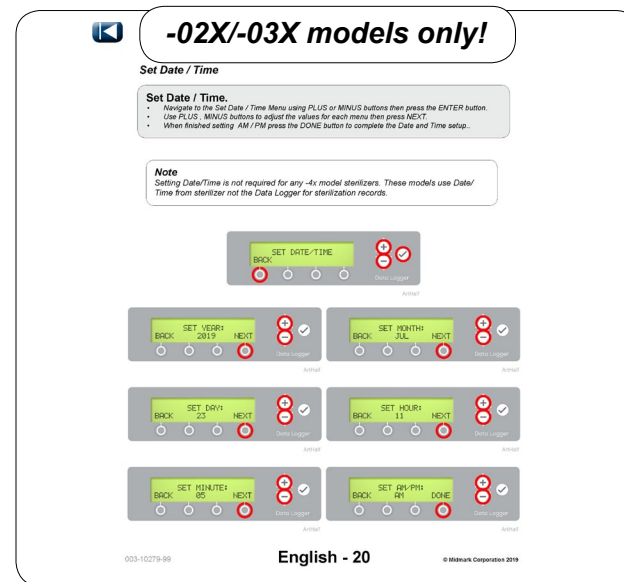 -02X/-03X models only!
Set Date / Time
Set Date / Time.
• Navigate to the Set Date / Time Menu using PLUS or MINUS buttons then press the ENTER button.
• Use PLUS , MINUS buttons to adjust the values for each menu then press NEXT.
• When finished setting AM / PM press the DONE button to complete the Date and Time setup..
Note
Setting Date/Time is not required for any -4x model sterilizers. These models use Date/
Time from sterilizer not the Data Logger for sterilization records.
SET DATE/TIME
BACK
Data Logger
ArtHalf
SET YEAR:
BACK 2019 NEXT
Data Logger
ArtHalf
SET MONTH:
BACK JUL NEXT
Data Logger
ArtHalf
SET DAY:
BACK 23 NEXT
Data Logger
ArtHalf
SET HOUR:
BACK 11 NEXT
Data Logger
ArtHalf
SET MINUTE:
BACK 05 NEXT
Data Logger
ArtHalf
SET AM/PM:
BACK AM DONE
Data Logger
ArtHalf
003-10279-99
English - 20
© Midmark Corporation 2019